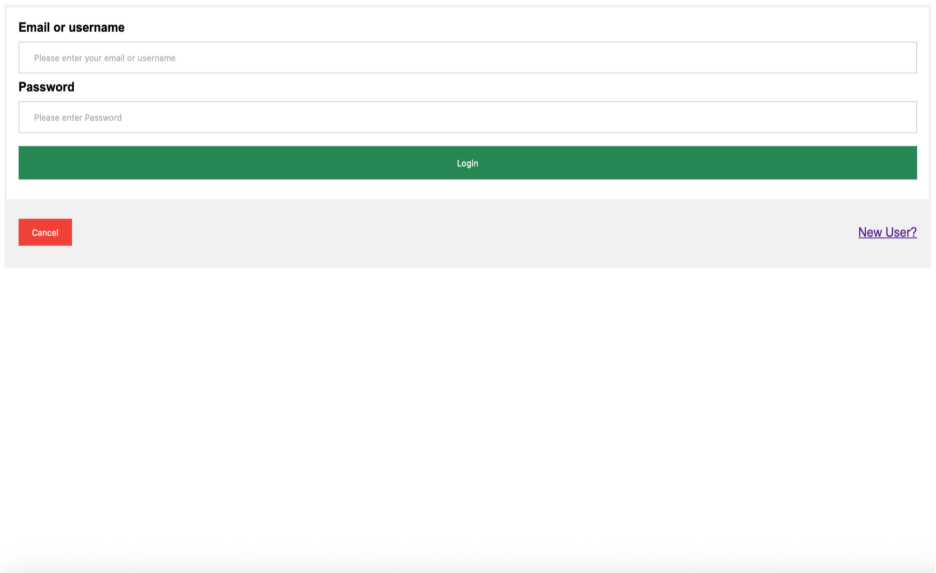 Email or username
Please enter your email or username
Password
Please enter Password
Login
Cancel
New User?